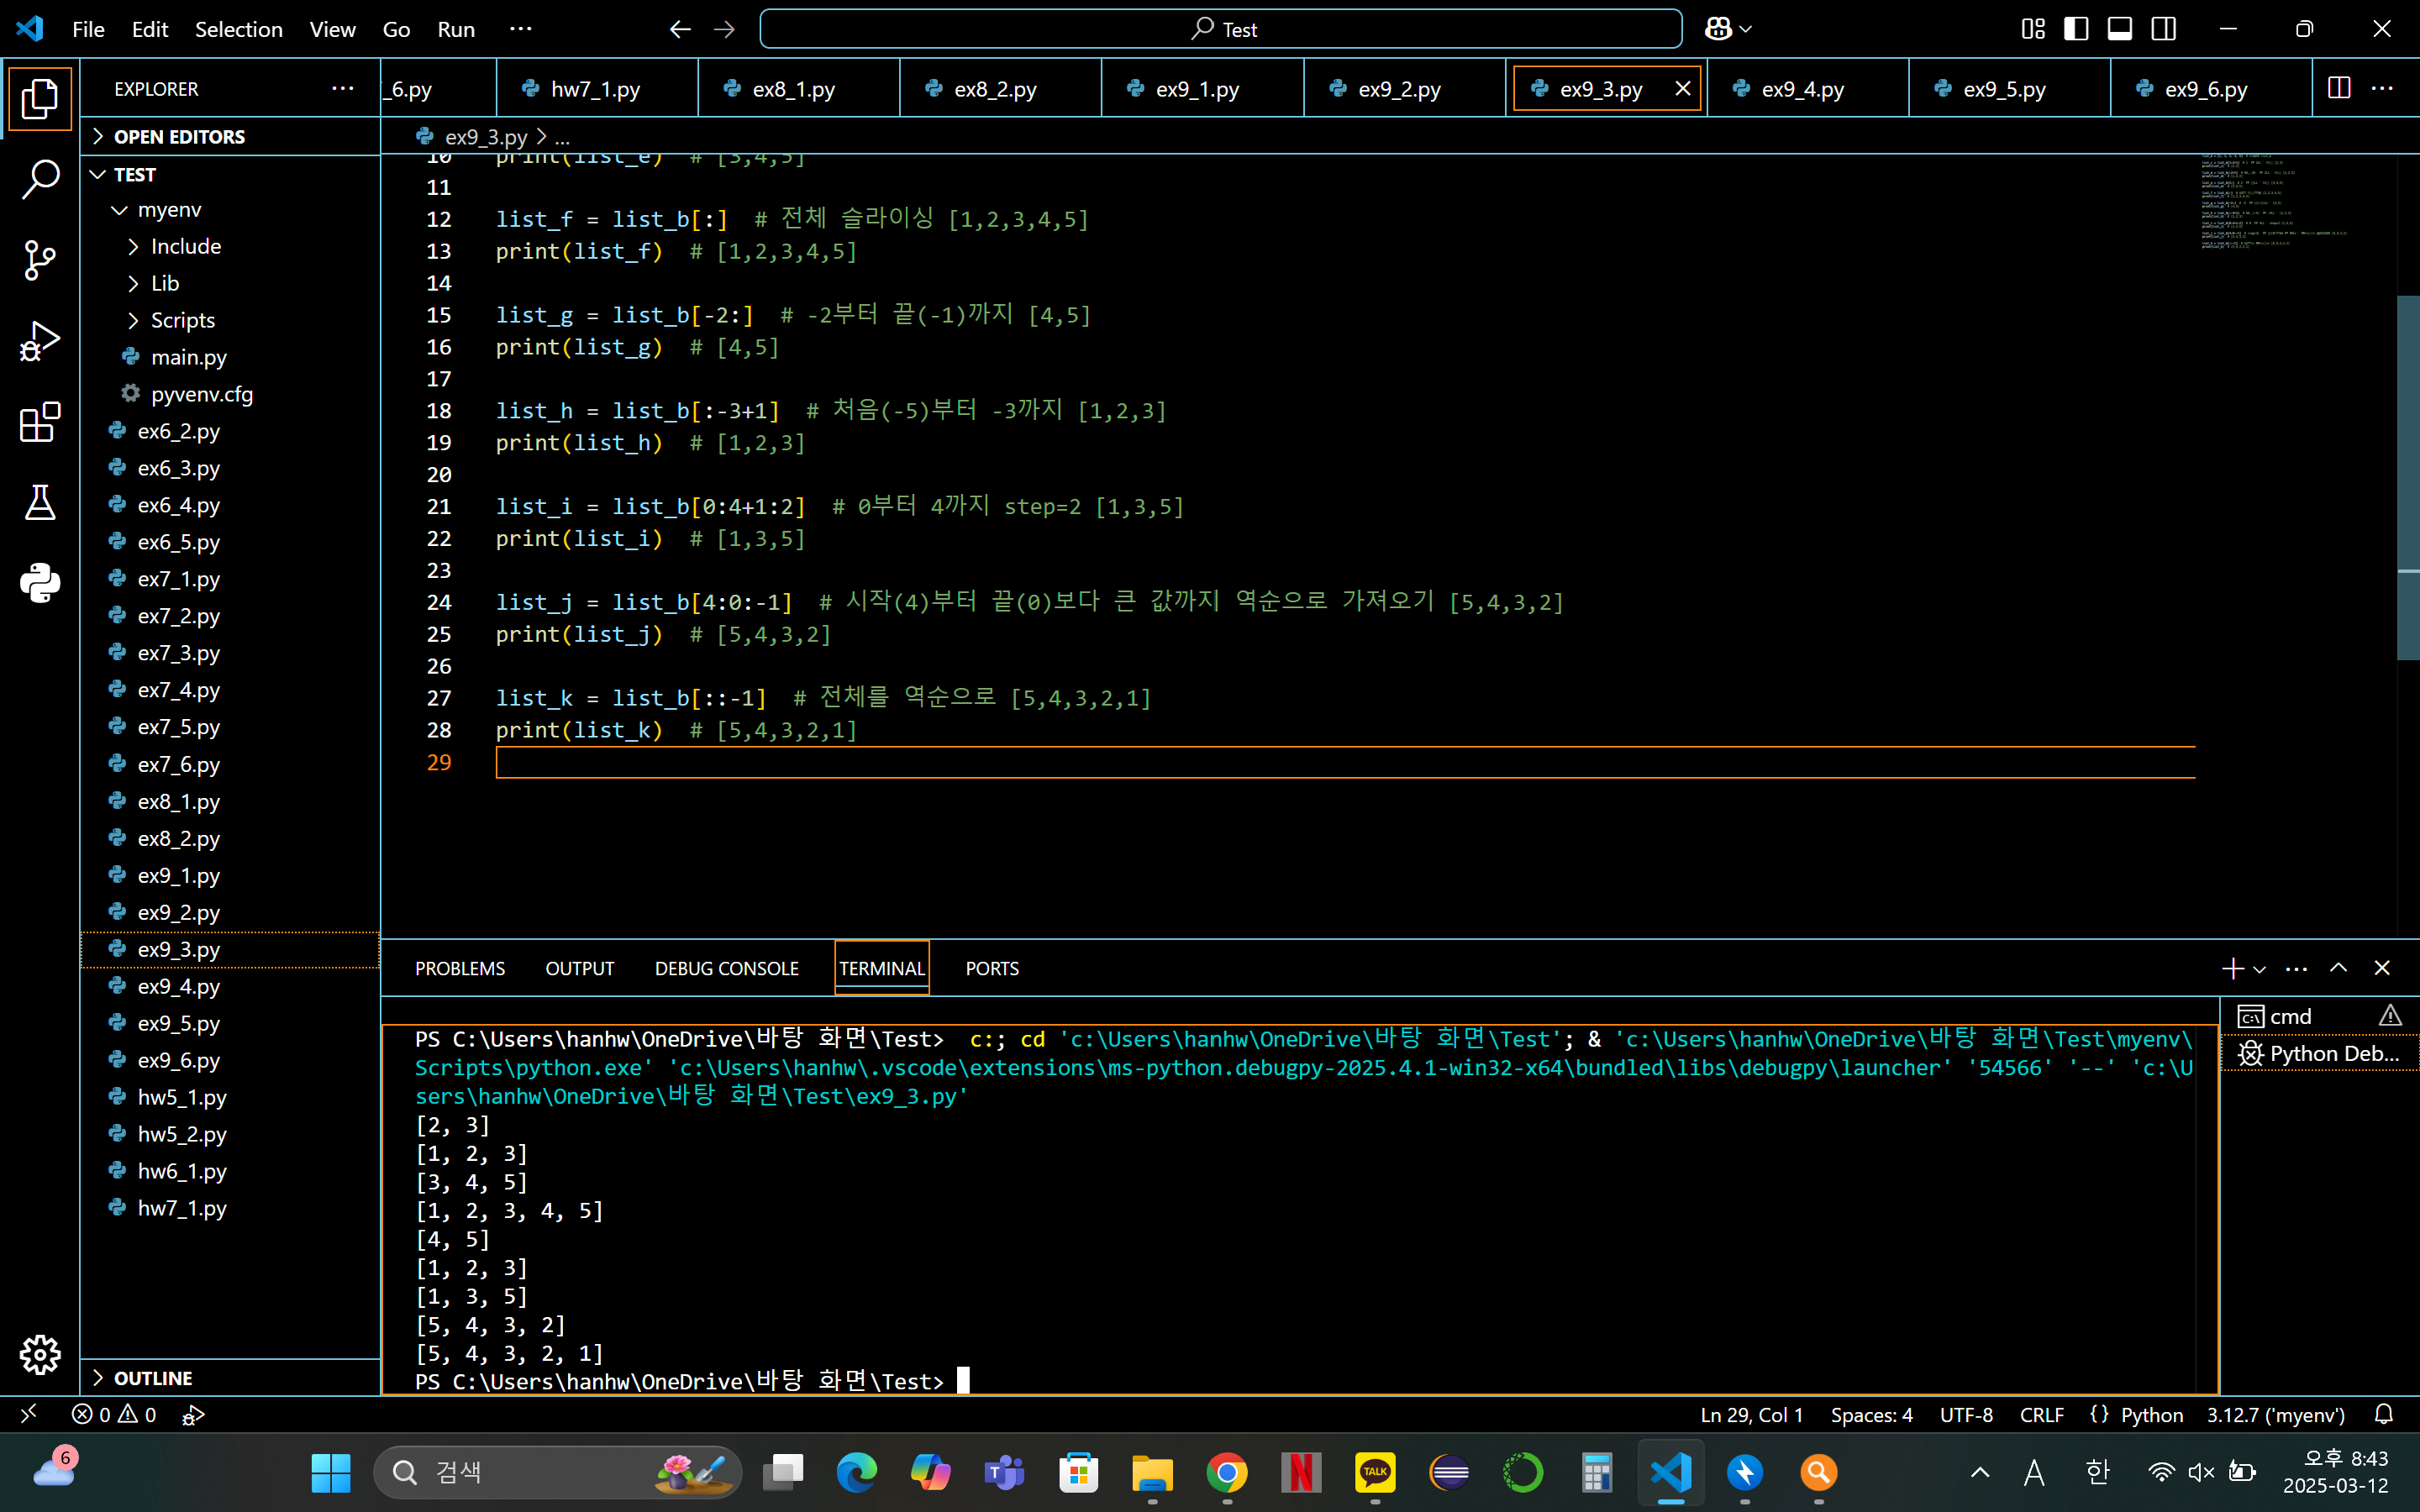 File Edit Selection View Go Run ···
Test
EXPLORER ···
_6.py
hw7_1.py
ex8_1.py
ex8_2.py
ex9_1.py
ex9_2.py
ex9_3.py
ex9_4.py
ex9_5.py
ex9_6.py
OPEN EDITORS
TEST
myenv
Include
Lib
Scripts
main.py
pyvenv.cfg
ex6_2.py
ex6_3.py
ex6_4.py
ex6_5.py
ex7_1.py
ex7_2.py
ex7_3.py
ex7_4.py
ex7_5.py
ex7_6.py
ex8_1.py
ex8_2.py
ex9_1.py
ex9_2.py
ex9_3.py
ex9_4.py
ex9_5.py
ex9_6.py
hw5_1.py
hw5_2.py
hw6_1.py
hw7_1.py
OUTLINE
ex9_3.py > ...
10 print(list_e)  # [3,4,5]
11
12 list_f = list_b[:]  # 전체 슬라이싱 [1,2,3,4,5]
13 print(list_f)  # [1,2,3,4,5]
14
15 list_g = list_b[-2:]  # -2부터 끝(-1)까지 [4,5]
16 print(list_g)  # [4,5]
17
18 list_h = list_b[:-3+1]  # 처음(-5)부터 -3까지 [1,2,3]
19 print(list_h)  # [1,2,3]
20
21 list_i = list_b[0:4+1:2]  # 0부터 4까지 step=2 [1,3,5]
22 print(list_i)  # [1,3,5]
23
24 list_j = list_b[4:0:-1]  # 시작(4)부터 끝(0)보다 큰 값까지 역순으로 가져오기 [5,4,3,2]
25 print(list_j)  # [5,4,3,2]
26
27 list_k = list_b[::-1]  # 전체를 역순으로 [5,4,3,2,1]
28 print(list_k)  # [5,4,3,2,1]
29
PROBLEMS OUTPUT DEBUG CONSOLE TERMINAL PORTS
PS C:\Users\hanhw\OneDrive\바탕 화면\Test>  c:; cd 'c:\Users\hanhw\OneDrive\바탕 화면\Test'; & 'c:\Users\hanhw\OneDrive\바탕 화면\Test\myenv\
Scripts\python.exe' 'c:\Users\hanhw\.vscode\extensions\ms-python.debugpy-2025.4.1-win32-x64\bundled\libs\debugpy\launcher' '54566' '--' 'c:\U
sers\hanhw\OneDrive\바탕 화면\Test\ex9_3.py'
[2, 3]
[1, 2, 3]
[3, 4, 5]
[1, 2, 3, 4, 5]
[4, 5]
[1, 2, 3]
[1, 3, 5]
[5, 4, 3, 2]
[5, 4, 3, 2, 1]
PS C:\Users\hanhw\OneDrive\바탕 화면\Test>
cmd
Python Deb...
0 0
Ln 29, Col 1 Spaces: 4 UTF-8 CRLF {} Python 3.12.7 ('myenv')
6
검색
TALK
A 한
오후 8:43
2025-03-12